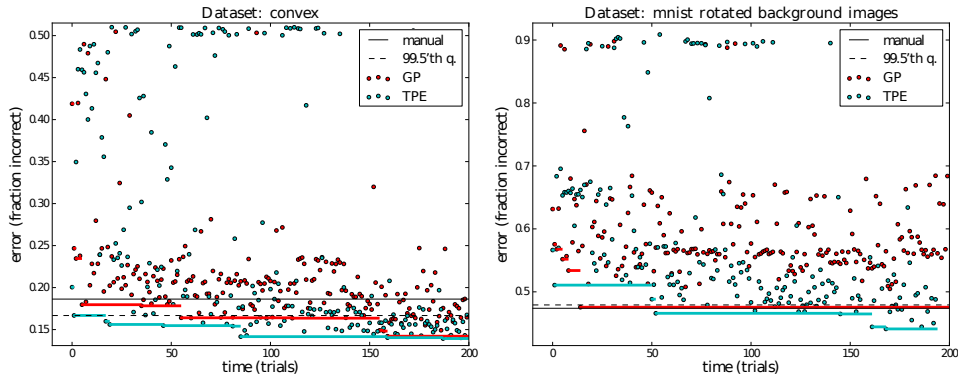 Dataset: convex
error (fraction incorrect)
0.50
0.45
0.40
0.35
0.30
0.25
0.20
0.15
manual
99.5'th q.
GP
TPE
0
50
100
150
200
time (trials)
Dataset: mnist rotated background images
error (fraction incorrect)
0.9
0.8
0.7
0.6
0.5
manual
99.5'th q.
GP
TPE
0
50
100
150
200
time (trials)